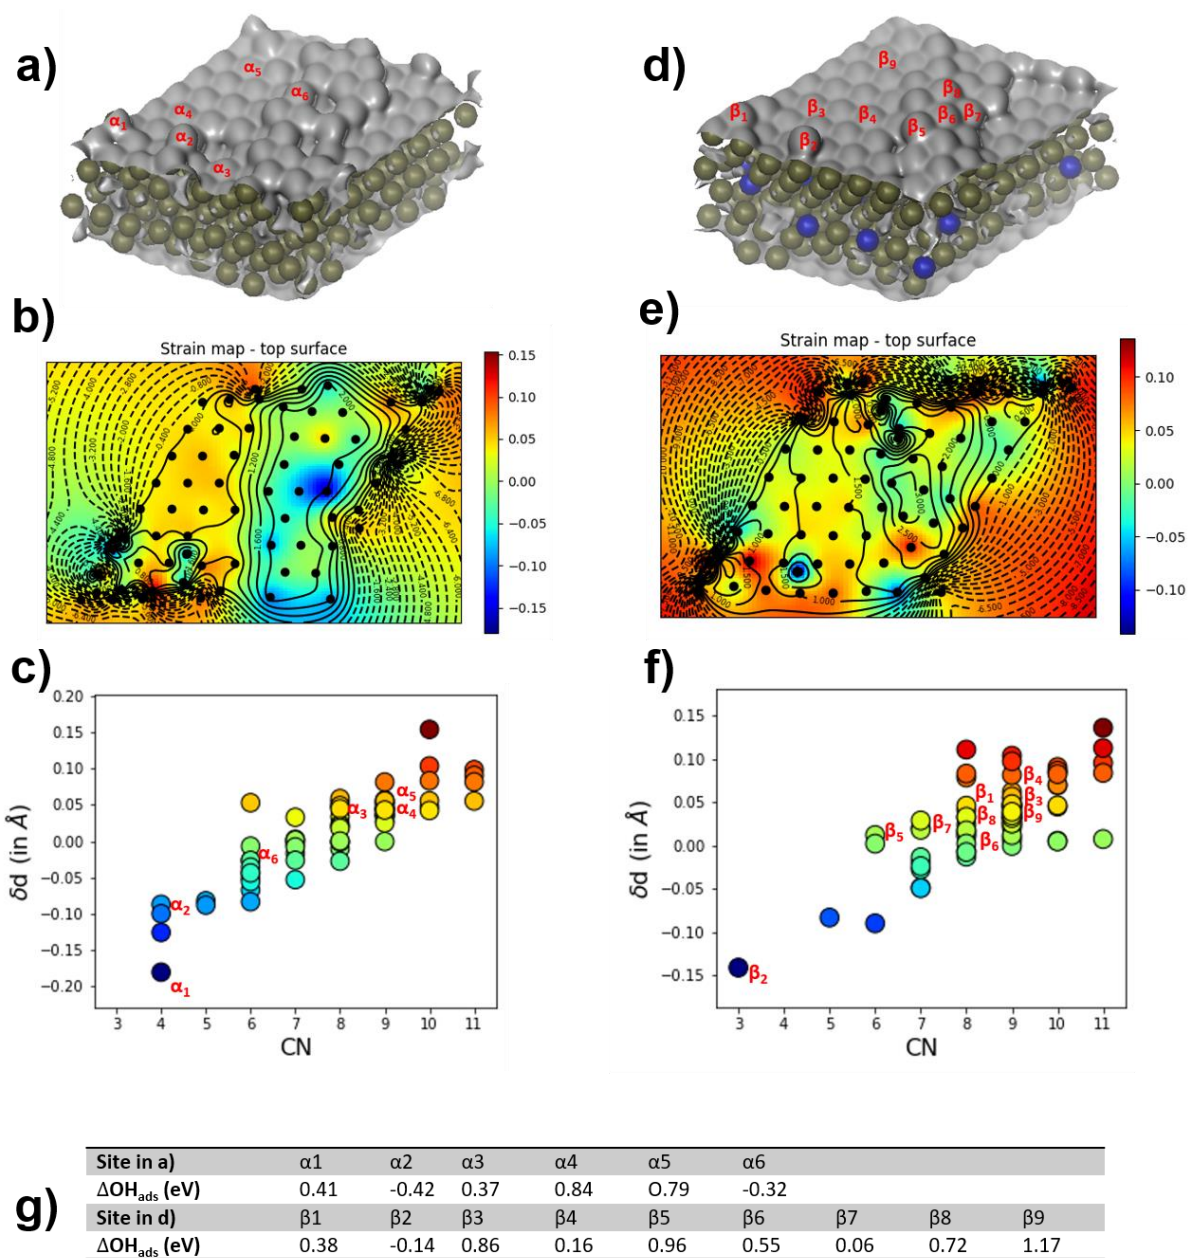 a)
α1
α2
α3
α4
α5
α6
d)
β1
β2
β3
β4
β5
β6
β7
β8
β9
b)
Strain map - top surface
0.15
0.10
0.05
0.00
−0.05
−0.10
−0.15
e)
Strain map - top surface
0.10
0.05
0.00
−0.05
−0.10
c)
0.20
0.15
0.10
0.05
0.00
−0.05
−0.10
−0.15
−0.20
δd (in Å)
α1
α2
α3
α4
α5
α6
3 4 5 6 7 8 9 10 11
CN
f)
0.15
0.10
0.05
0.00
−0.05
−0.10
−0.15
δd (in Å)
β1
β2
β3
β4
β5
β6
β7
β8
β9
3 4 5 6 7 8 9 10 11
CN
g)
Site in a) α1 α2 α3 α4 α5 α6
ΔOHads (eV) 0.41 -0.42 0.37 0.84 O.79 -0.32
Site in d) β1 β2 β3 β4 β5 β6 β7 β8 β9
ΔOHads (eV) 0.38 -0.14 0.86 0.16 0.96 0.55 0.06 0.72 1.17